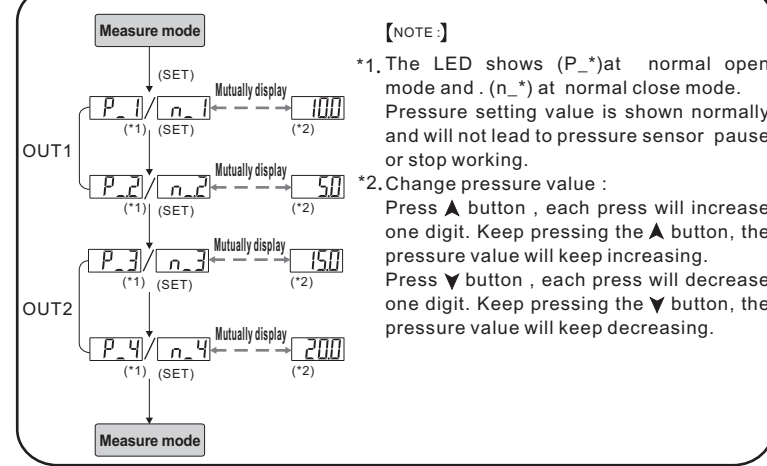 Measure mode
(SET)
P_1 / n_1 Mutually display 10.0
(*1) (SET) (*2)
OUT1
P_2 / n_2 Mutually display 5.0
(*1) (SET) (*2)
P_3 / n_3 Mutually display 15.0
(*1) (SET) (*2)
OUT2
P_4 / n_4 Mutually display 20.0
(*1) (SET) (*2)
Measure mode
【NOTE:】
*1. The LED shows (P_*)at normal open
mode and . (n_*) at normal close mode.
Pressure setting value is shown normally
and will not lead to pressure sensor pause
or stop working.
*2. Change pressure value :
Press ⮝ button , each press will increase
one digit. Keep pressing the ⮝ button, the
pressure value will keep increasing.
Press ⮟ button , each press will decrease
one digit. Keep pressing the ⮟ button, the
pressure value will keep decreasing.